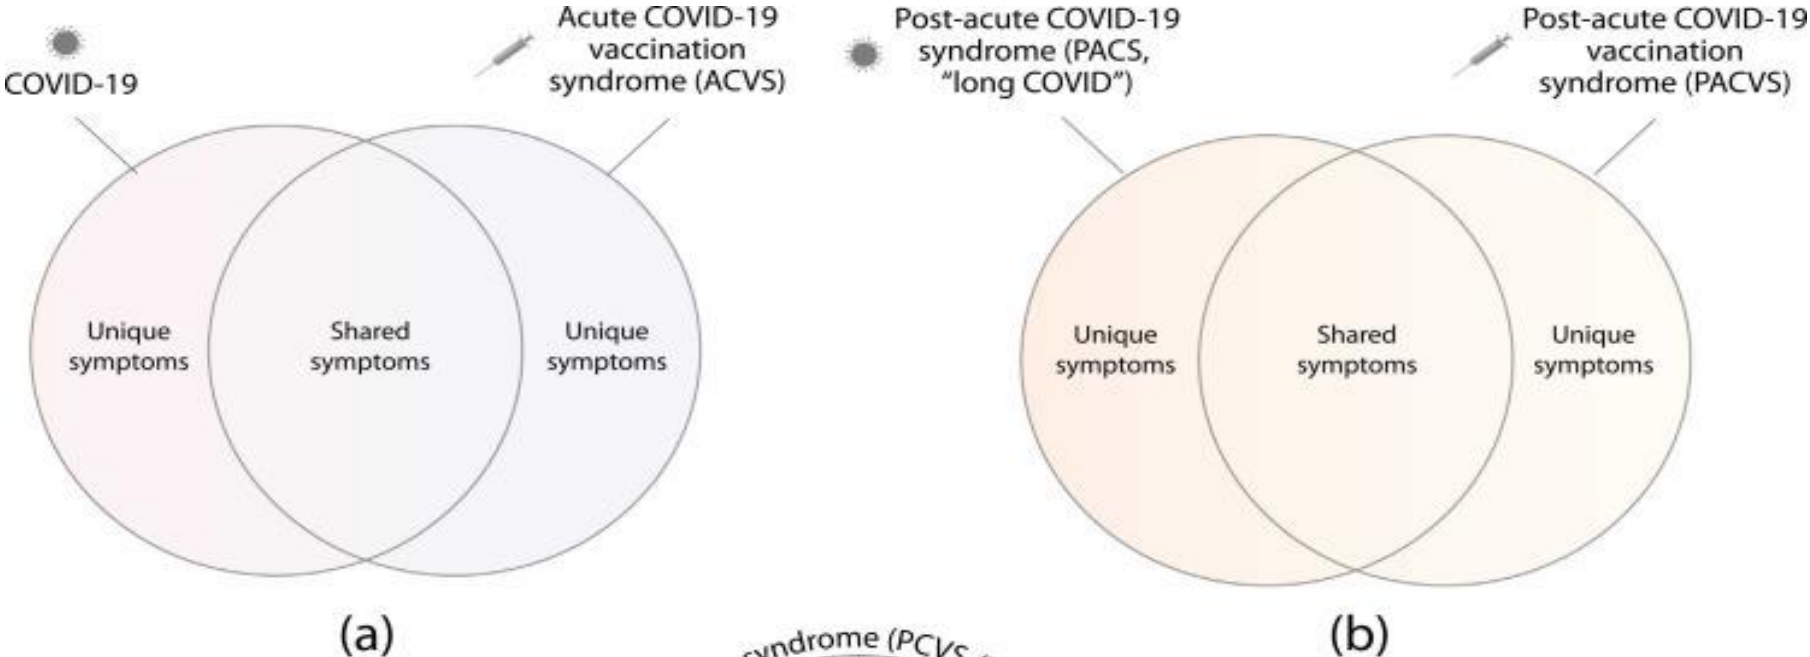 COVID-19
Acute COVID-19
vaccination
syndrome (ACVS)
Unique
symptoms
Shared
symptoms
Unique
symptoms
(a)
Post-acute COVID-19
syndrome (PACS,
“long COVID”)
Post-acute COVID-19
vaccination
syndrome (PACVS)
Unique
symptoms
Shared
symptoms
Unique
symptoms
(b)
syndrome (PCVS